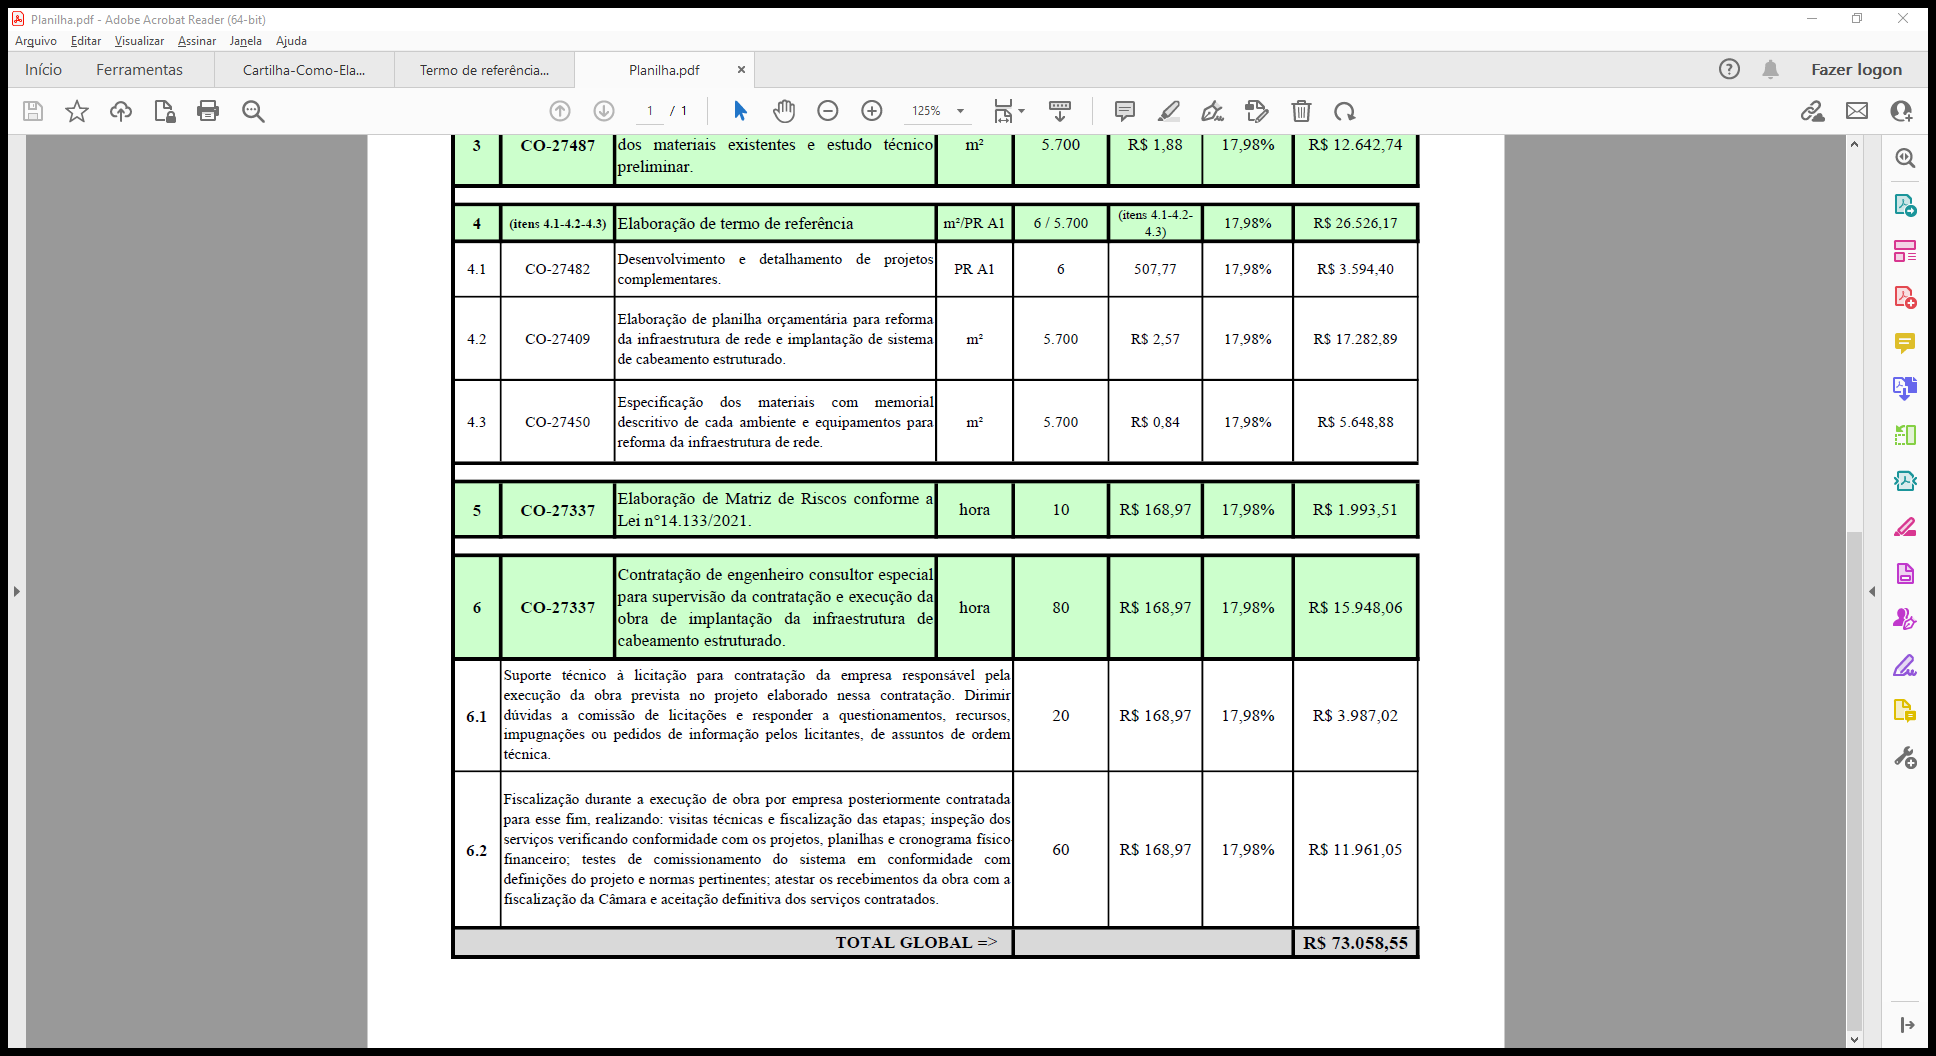 Planilha.pdf - Adobe Acrobat Reader (64-bit)
Arquivo Editar Visualizar Assinar Janela Ajuda
Início Ferramentas Cartilha-Como-Ela... Termo de referência... Planilha.pdf Fazer logon
1 / 1 125%
3 CO-27487 dos materiais existentes e estudo técnico preliminar. m² 5.700 R$ 1,88 17,98% R$ 12.642,74
4 (itens 4.1-4.2-4.3) Elaboração de termo de referência m²/PR A1 6 / 5.700 (itens 4.1-4.2-4.3) 17,98% R$ 26.526,17
4.1 CO-27482 Desenvolvimento e detalhamento de projetos complementares. PR A1 6 507,77 17,98% R$ 3.594,40
4.2 CO-27409 Elaboração de planilha orçamentária para reforma da infraestrutura de rede e implantação de sistema de cabeamento estruturado. m² 5.700 R$ 2,57 17,98% R$ 17.282,89
4.3 CO-27450 Especificação dos materiais com memorial descritivo de cada ambiente e equipamentos para reforma da infraestrutura de rede. m² 5.700 R$ 0,84 17,98% R$ 5.648,88
5 CO-27337 Elaboração de Matriz de Riscos conforme a Lei n°14.133/2021. hora 10 R$ 168,97 17,98% R$ 1.993,51
6 CO-27337 Contratação de engenheiro consultor especial para supervisão da contratação e execução da obra de implantação da infraestrutura de cabeamento estruturado. hora 80 R$ 168,97 17,98% R$ 15.948,06
6.1 Suporte técnico à licitação para contratação da empresa responsável pela execução da obra prevista no projeto elaborado nessa contratação. Dirimir dúvidas a comissão de licitações e responder a questionamentos, recursos, impugnações ou pedidos de informação pelos licitantes, de assuntos de ordem técnica. 20 R$ 168,97 17,98% R$ 3.987,02
6.2 Fiscalização durante a execução de obra por empresa posteriormente contratada para esse fim, realizando: visitas técnicas e fiscalização das etapas; inspeção dos serviços verificando conformidade com os projetos, planilhas e cronograma físico-financeiro; testes de comissionamento do sistema em conformidade com definições do projeto e normas pertinentes; atestar os recebimentos da obra com a fiscalização da Câmara e aceitação definitiva dos serviços contratados. 60 R$ 168,97 17,98% R$ 11.961,05
TOTAL GLOBAL => R$ 73.058,55